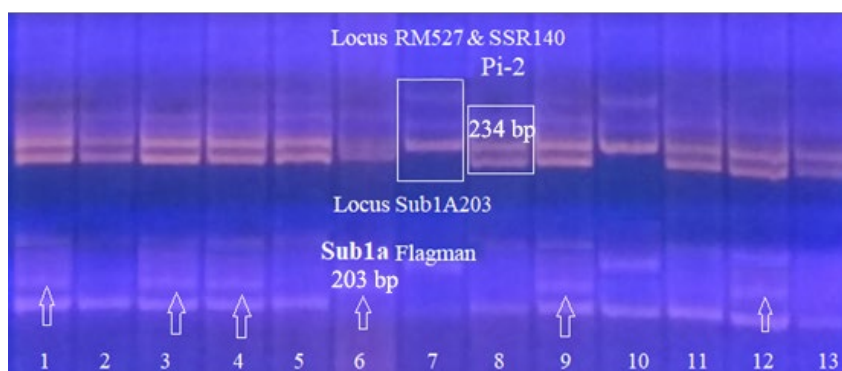 Locus RM527 & SSR140
Pi-2
234 bp
Locus Sub1A203
Sub1a Flagman
203 bp
1 2 3 4 5 6 7 8 9 10 11 12 13